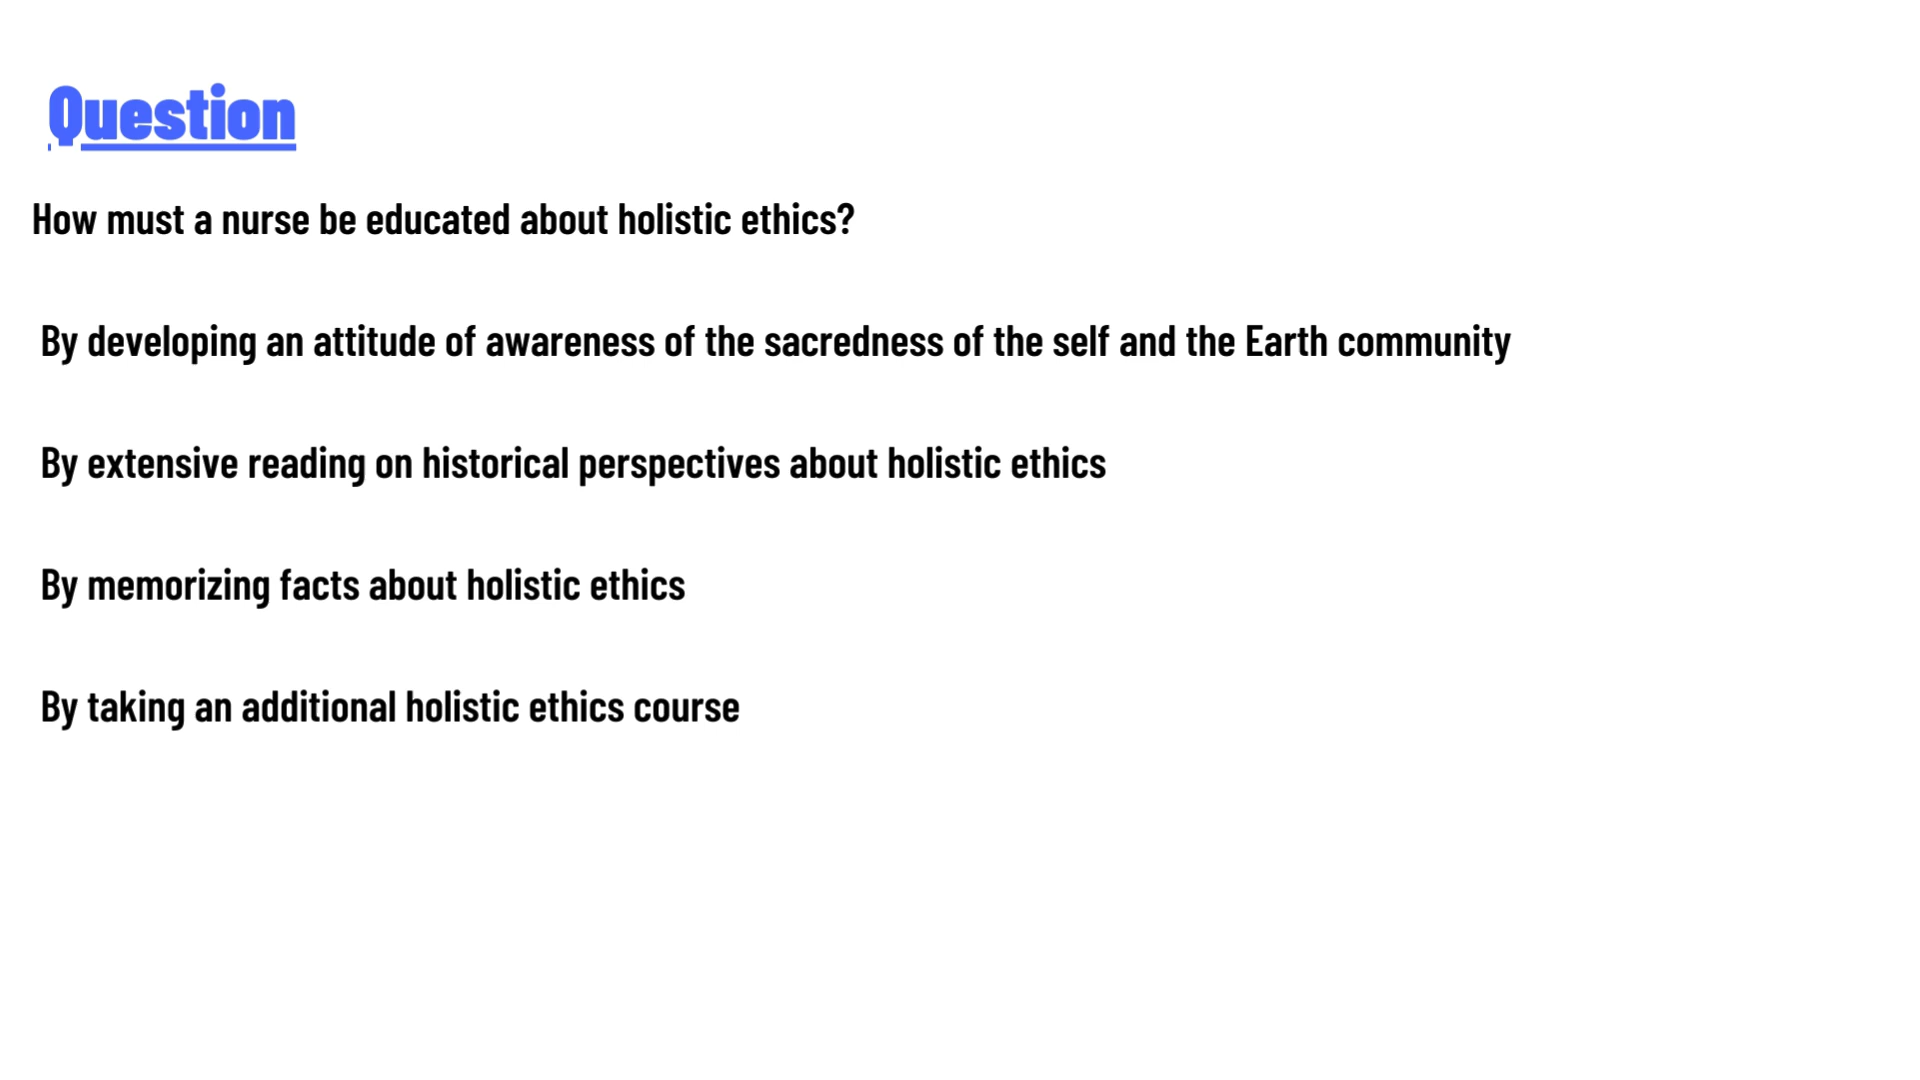 Question
How must a nurse be educated about holistic ethics?
By developing an attitude of awareness of the sacredness of the self and the Earth community
By extensive reading on historical perspectives about holistic ethics
By memorizing facts about holistic ethics
By taking an additional holistic ethics course